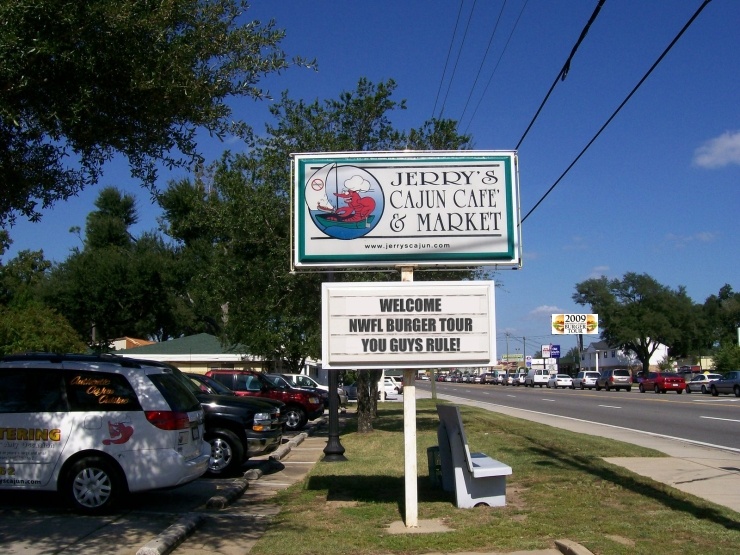 JERRY'S
CAJUN CAFE'
& MARKET
www.jerryscajun.com
WELCOME
NWFL BURGER TOUR
YOU GUYS RULE!
2009
BURGER
TOUR
TERING